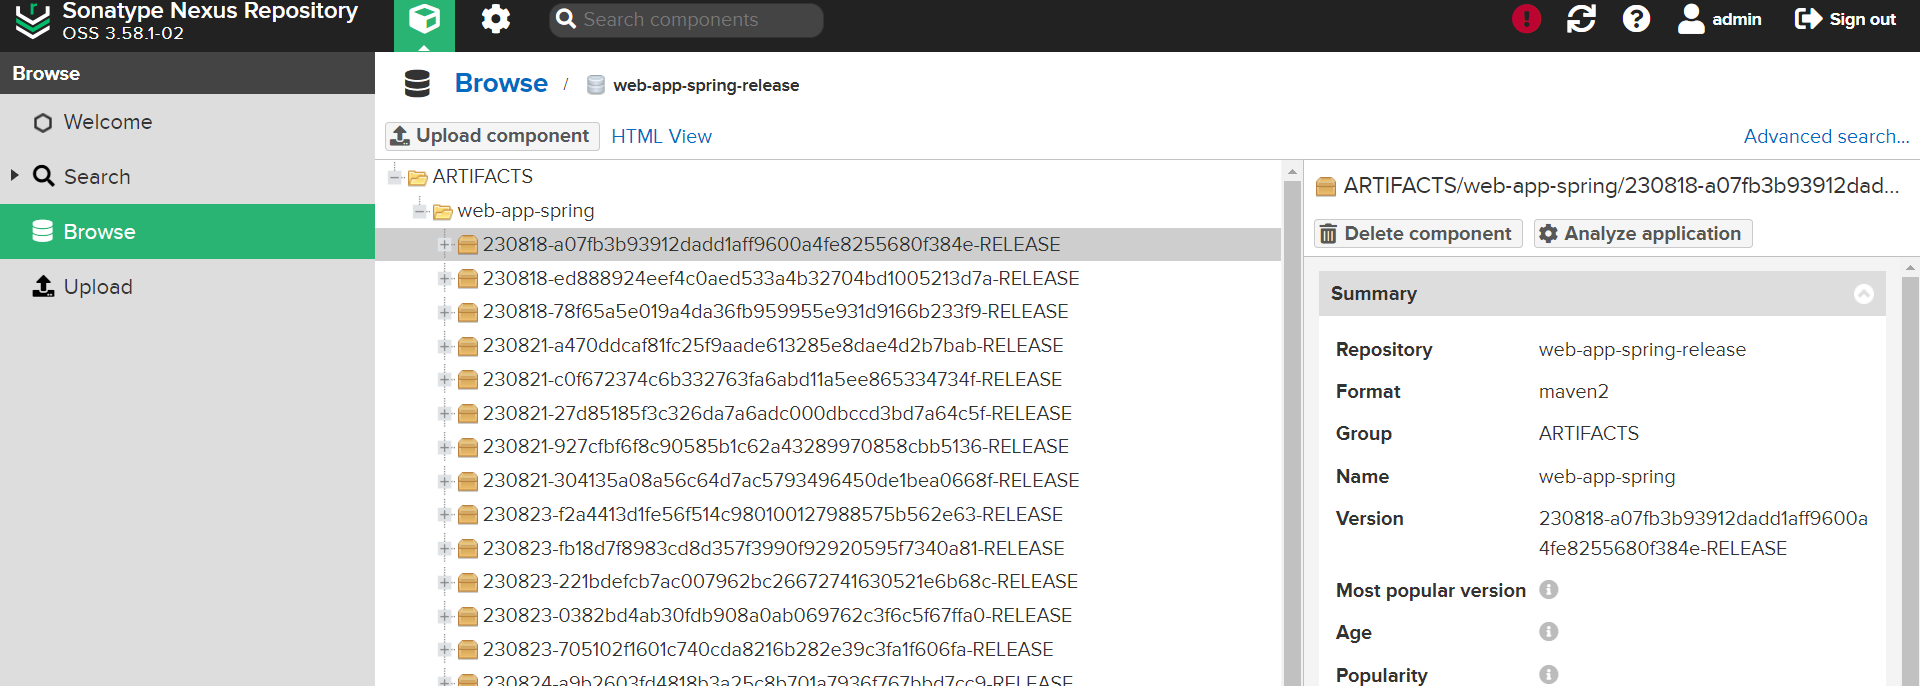 Sonatype Nexus Repository
OSS 3.58.1-02
Search components
admin
Sign out
Browse
Welcome
Search
Browse
Upload
Browse / web-app-spring-release
Upload component
HTML View
Advanced search...
ARTIFACTS
web-app-spring
230818-a07fb3b93912dadd1aff9600a4fe8255680f384e-RELEASE
230818-ed888924eef4c0aed533a4b32704bd1005213d7a-RELEASE
230818-78f65a5e019a4da36fb959955e931d9166b233f9-RELEASE
230821-a470ddcaf81fc25f9aade613285e8dae4d2b7bab-RELEASE
230821-c0f672374c6b332763fa6abd11a5ee865334734f-RELEASE
230821-27d85185f3c326da7a6adc000dbccd3bd7a64c5f-RELEASE
230821-927cfbf6f8c90585b1c62a43289970858cbb5136-RELEASE
230821-304135a08a56c64d7ac5793496450de1bea0668f-RELEASE
230823-f2a4413d1fe56f514c980100127988575b562e63-RELEASE
230823-fb18d7f8983cd8d357f3990f92920595f7340a81-RELEASE
230823-221bdefcb7ac007962bc26672741630521e6b68c-RELEASE
230823-0382bd4ab30fdb908a0ab069762c3f6c5f67ffa0-RELEASE
230823-705102f1601c740cda8216b282e39c3fa1f606fa-RELEASE
230824-a9b2603fd4818b3a25c8b701a7936f767bbd7cc9-RELEASE
ARTIFACTS/web-app-spring/230818-a07fb3b93912dad...
Delete component
Analyze application
Summary
Repository web-app-spring-release
Format maven2
Group ARTIFACTS
Name web-app-spring
Version 230818-a07fb3b93912dadd1aff9600a
4fe8255680f384e-RELEASE
Most popular version
Age
Popularity